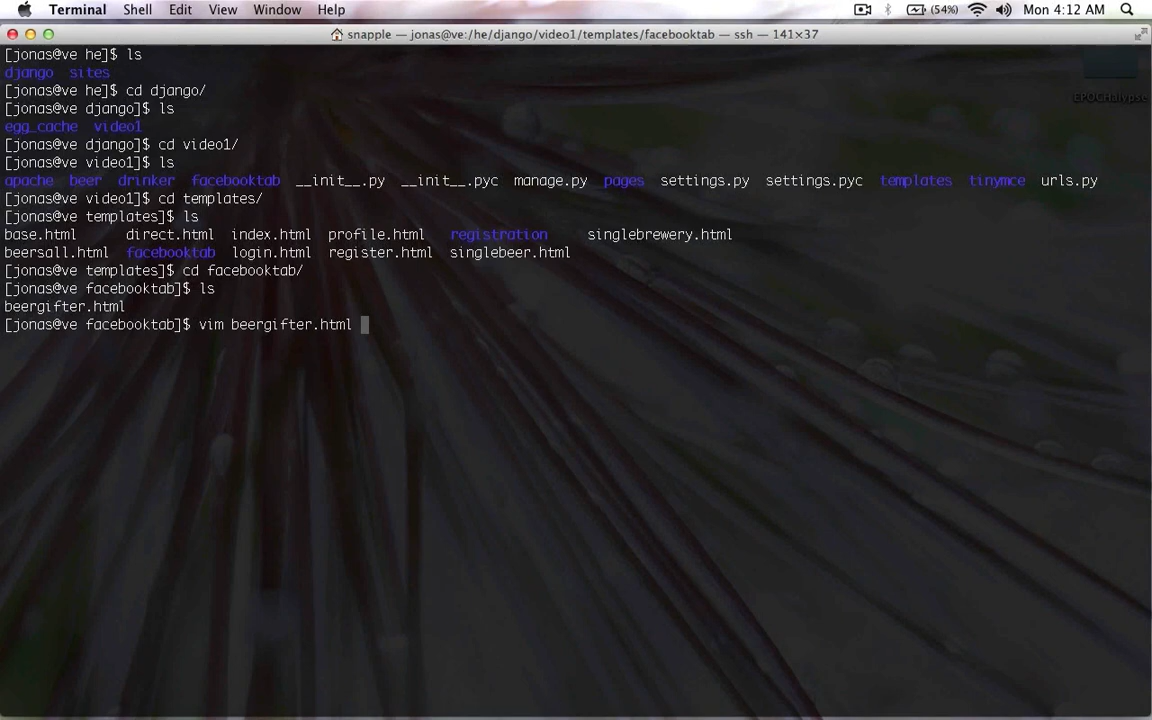 Terminal Shell Edit View Window Help (54%) Mon 4:12 AM
snapple — jonas@ve:/he/django/video1/templates/facebooktab — ssh — 141×37
[jonas@ve he]$ ls
django sites
[jonas@ve he]$ cd django/
[jonas@ve django]$ ls
egg_cache video1
[jonas@ve django]$ cd video1/
[jonas@ve video1]$ ls
apache beer drinker facebooktab __init__.py __init__.pyc manage.py pages settings.py settings.pyc templates tinymce urls.py
[jonas@ve video1]$ cd templates/
[jonas@ve templates]$ ls
base.html direct.html index.html profile.html registration singlebrewery.html
beersall.html facebooktab login.html register.html singlebeer.html
[jonas@ve templates]$ cd facebooktab/
[jonas@ve facebooktab]$ ls
beergifter.html
[jonas@ve facebooktab]$ vim beergifter.html
EPOCHalypse